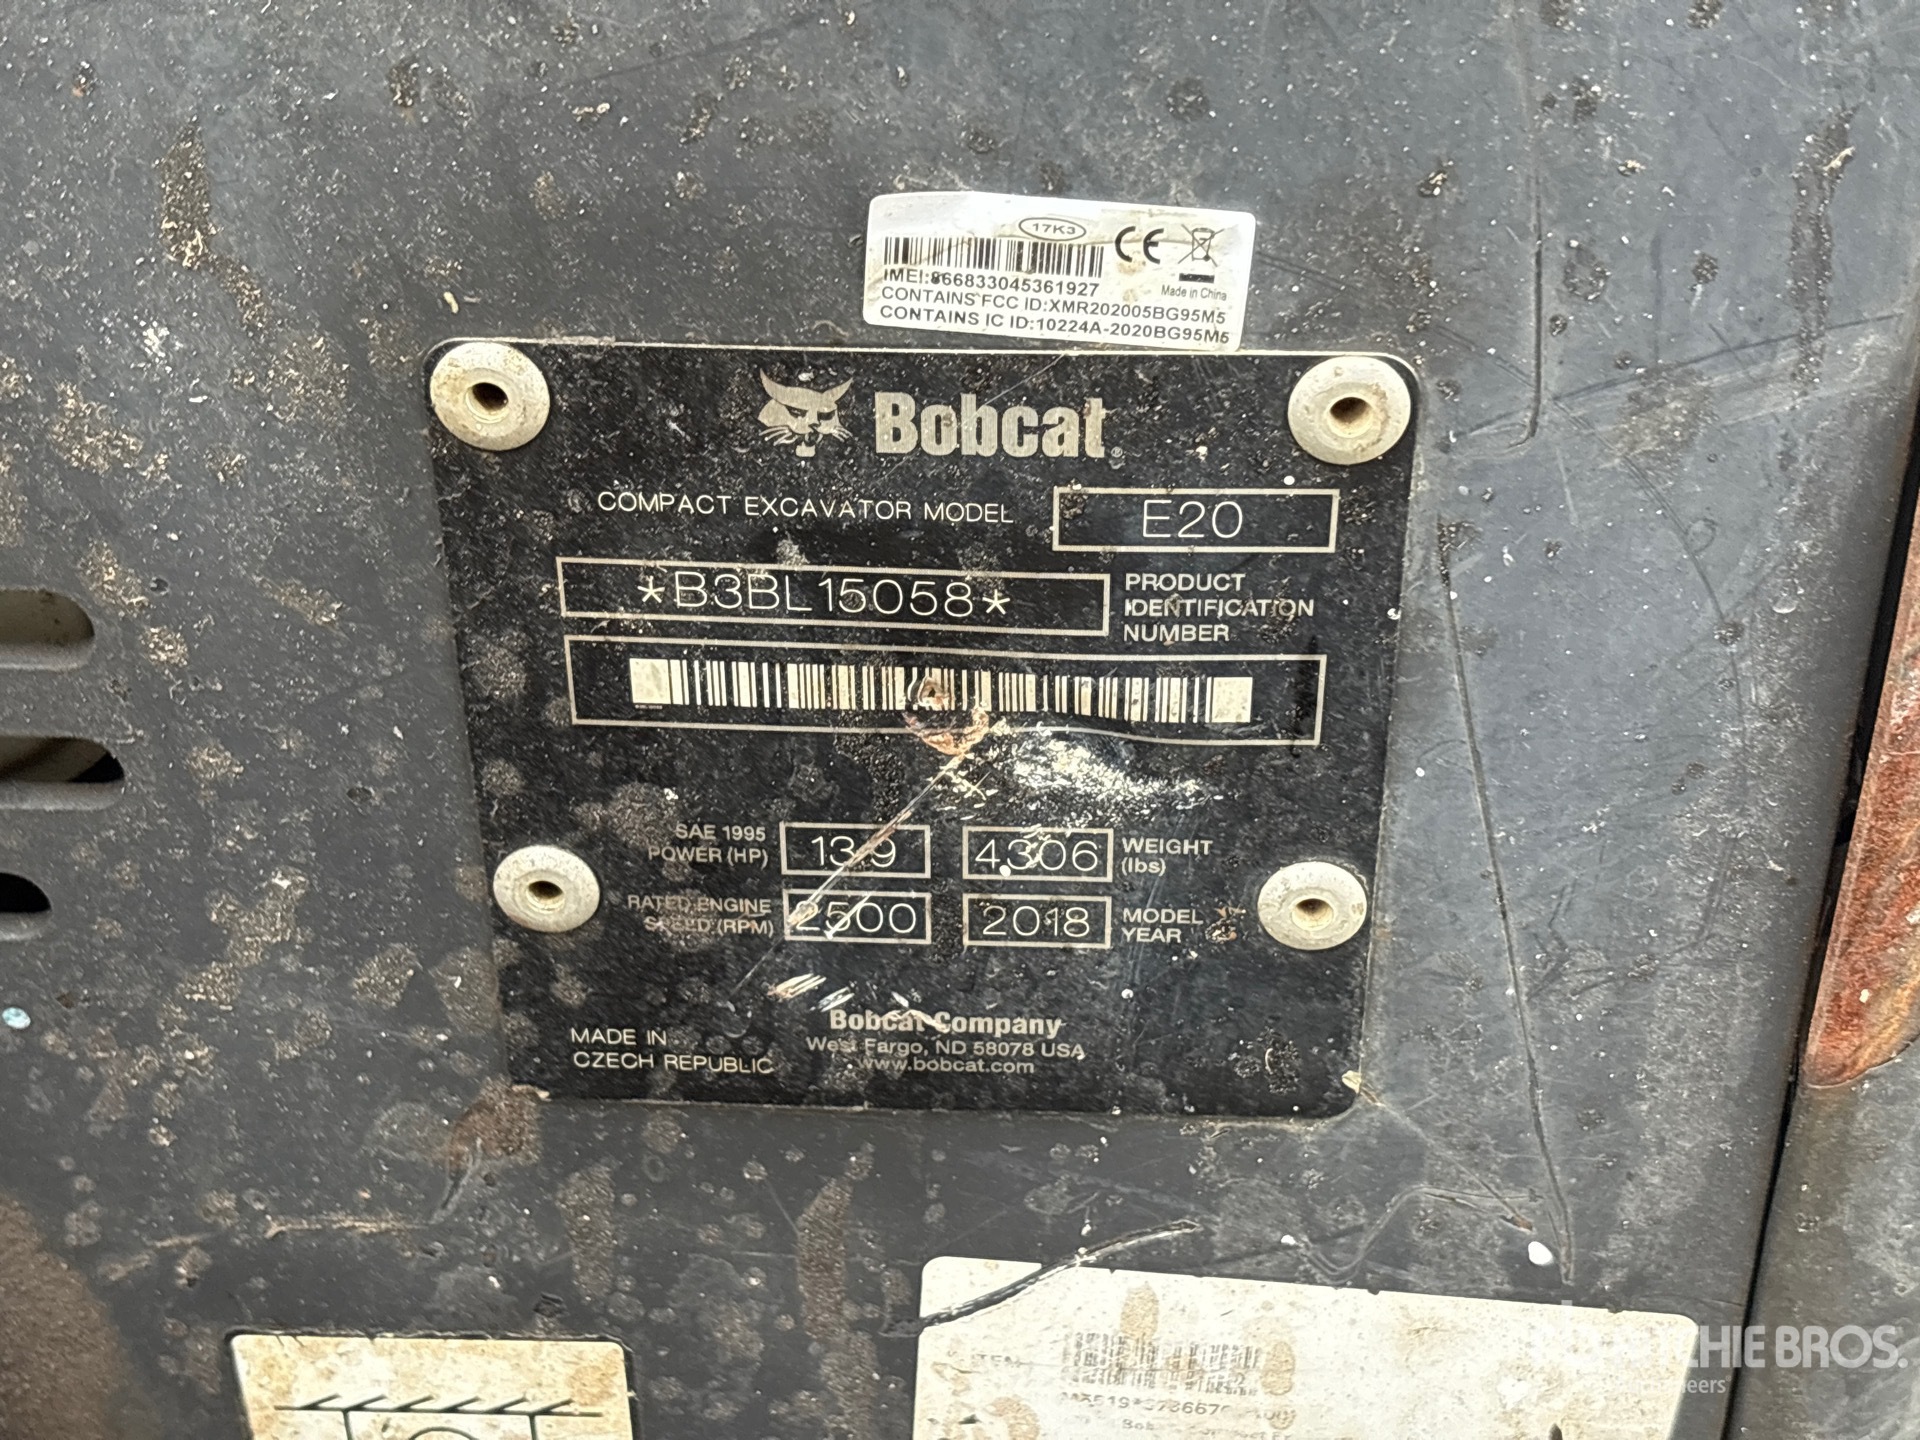 17K3
CE
IMEI:866833045361927
Made in China
CONTAINS FCC ID:XMR202005BG95M5
CONTAINS IC ID:10224A-2020BG95M5
Bobcat®
COMPACT EXCAVATOR MODEL E20
*B3BL15058* PRODUCT
IDENTIFICATION
NUMBER
SAE 1995
POWER (HP) 13.9 4306 WEIGHT
(lbs)
RATED ENGINE
SPEED (RPM) 2500 2018 MODEL
YEAR
Bobcat Company
West Fargo, ND 58078 USA
www.bobcat.com
MADE IN
CZECH REPUBLIC
RITCHIE BROS.